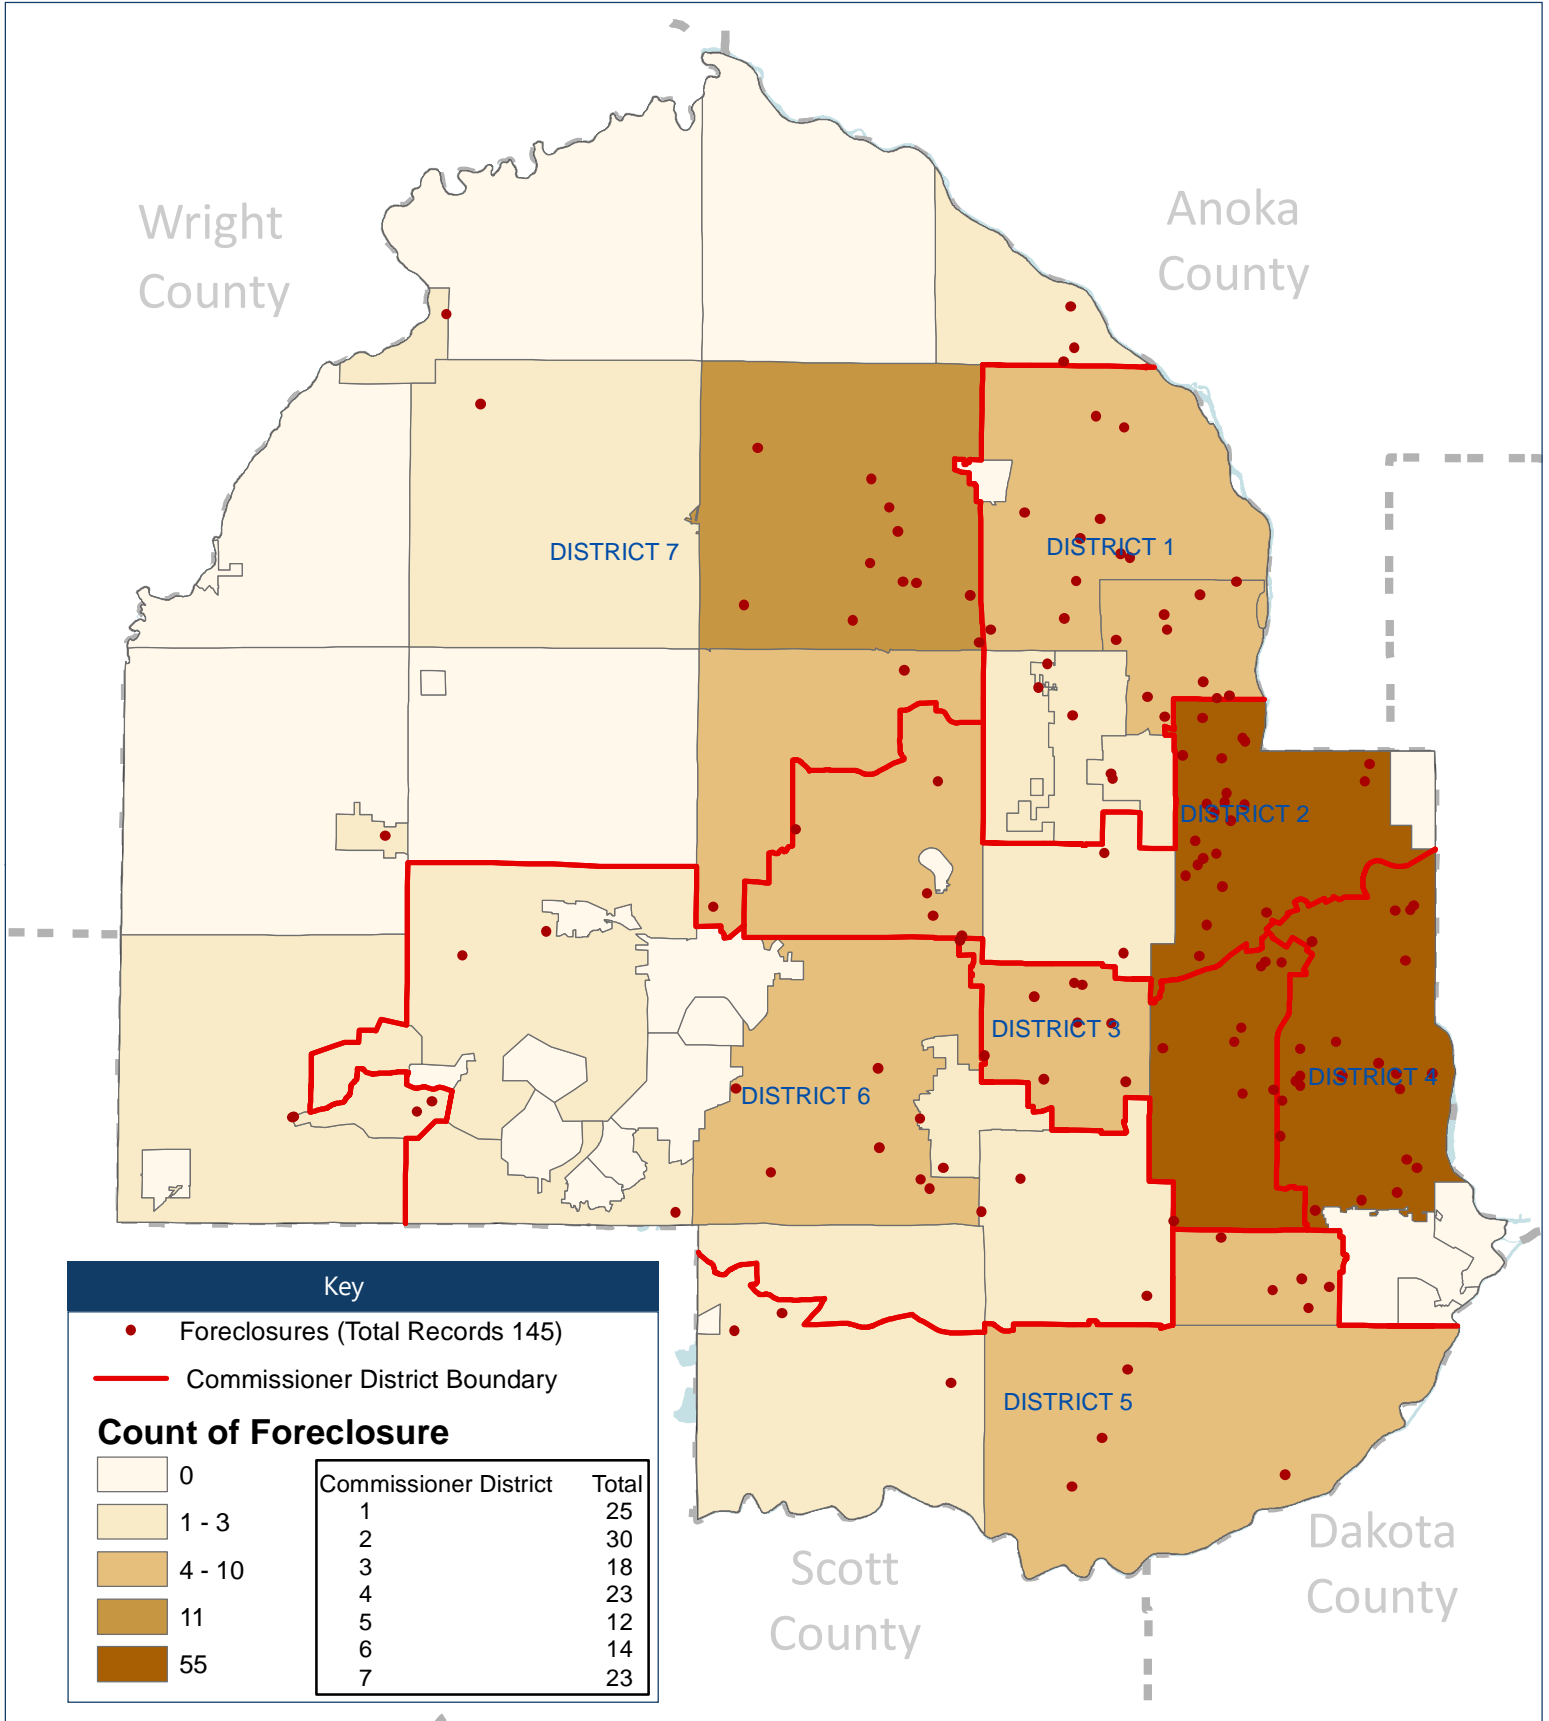 Wright
County
Anoka
County
DISTRICT 7
DISTRICT 1
DISTRICT 2
DISTRICT 3
DISTRICT 4
DISTRICT 6
DISTRICT 5
Scott
County
Dakota
County
Key
Foreclosures (Total Records 145)
Commissioner District Boundary
Count of Foreclosure
0
1 - 3
4 - 10
11
55
Commissioner District Total
1 25
2 30
3 18
4 23
5 12
6 14
7 23